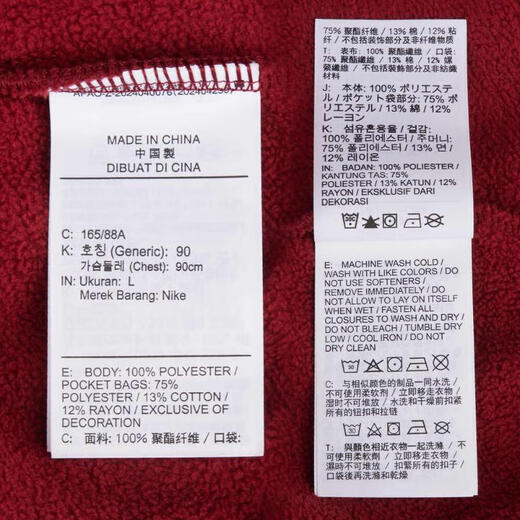 MADE IN CHINA
中国製
DIBUAT DI CINA
C: 165/88A
K: 호칭 (Generic): 90
가슴둘레 (Chest): 90cm
IN: Ukuran: L
Merek Barang: Nike
E: BODY: 100% POLYESTER /
POCKET BAGS: 75%
POLYESTER / 13% COTTON /
12% RAYON / EXCLUSIVE OF
DECORATION
C: 面料: 100% 聚酯纤维 / 口袋:
75% 聚酯纤维 / 13% 棉 / 12% 粘
纤 / 不包括装饰部分及非纤维物质
T: 表布: 100% 聚酯纖維 / 口袋:
75% 聚酯纖維 / 13% 棉 / 12% 嫘
縈纖維 / 不包括裝飾部分及非紡織
材料
J: 本体: 100% ポリエステル
/ ポケット袋部分: 75% ポ
リエステル / 13% 綿 / 12%
レーヨン
K: 섬유혼용율 / 겉감:
100% 폴리에스터 / 주머니:
75% 폴리에스터 / 13% 면 /
12% 레이온
IN: BADAN: 100% POLIESTER /
KANTUNG TAS: 75%
POLIESTER / 13% KATUN / 12%
RAYON / EKSKLUSIF DARI
DEKORASI
E: MACHINE WASH COLD /
WASH WITH LIKE COLORS / DO
NOT USE SOFTENERS /
REMOVE IMMEDIATELY / DO
NOT ALLOW TO LAY ON ITSELF
WHEN WET / FASTEN ALL
CLOSURES TO WASH AND DRY /
DO NOT BLEACH / TUMBLE DRY
LOW / COOL IRON / DO NOT
DRY CLEAN
C: 与相似颜色的制品一同水洗 /
不可使用柔软剂 / 立即移走衣物 /
湿时不可堆放 / 水洗和干燥前扣紧
所有的钮扣和拉链
T: 與顏色相近衣物一起洗滌 / 不
可使用柔軟劑 / 立即移走衣物 /
濕時不可堆放 / 扣緊所有的扣子 /
口袋後再洗滌和乾燥